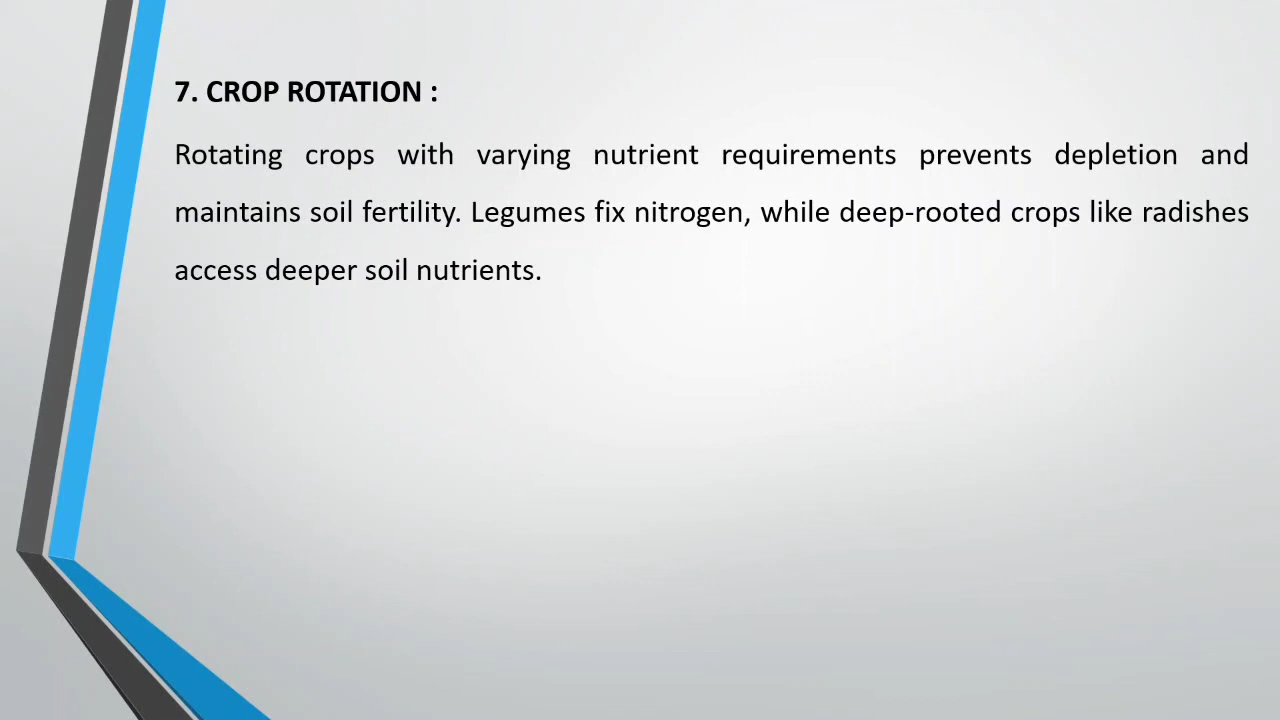 7. CROP ROTATION :
Rotating crops with varying nutrient requirements prevents depletion and
maintains soil fertility. Legumes fix nitrogen, while deep-rooted crops like radishes
access deeper soil nutrients.